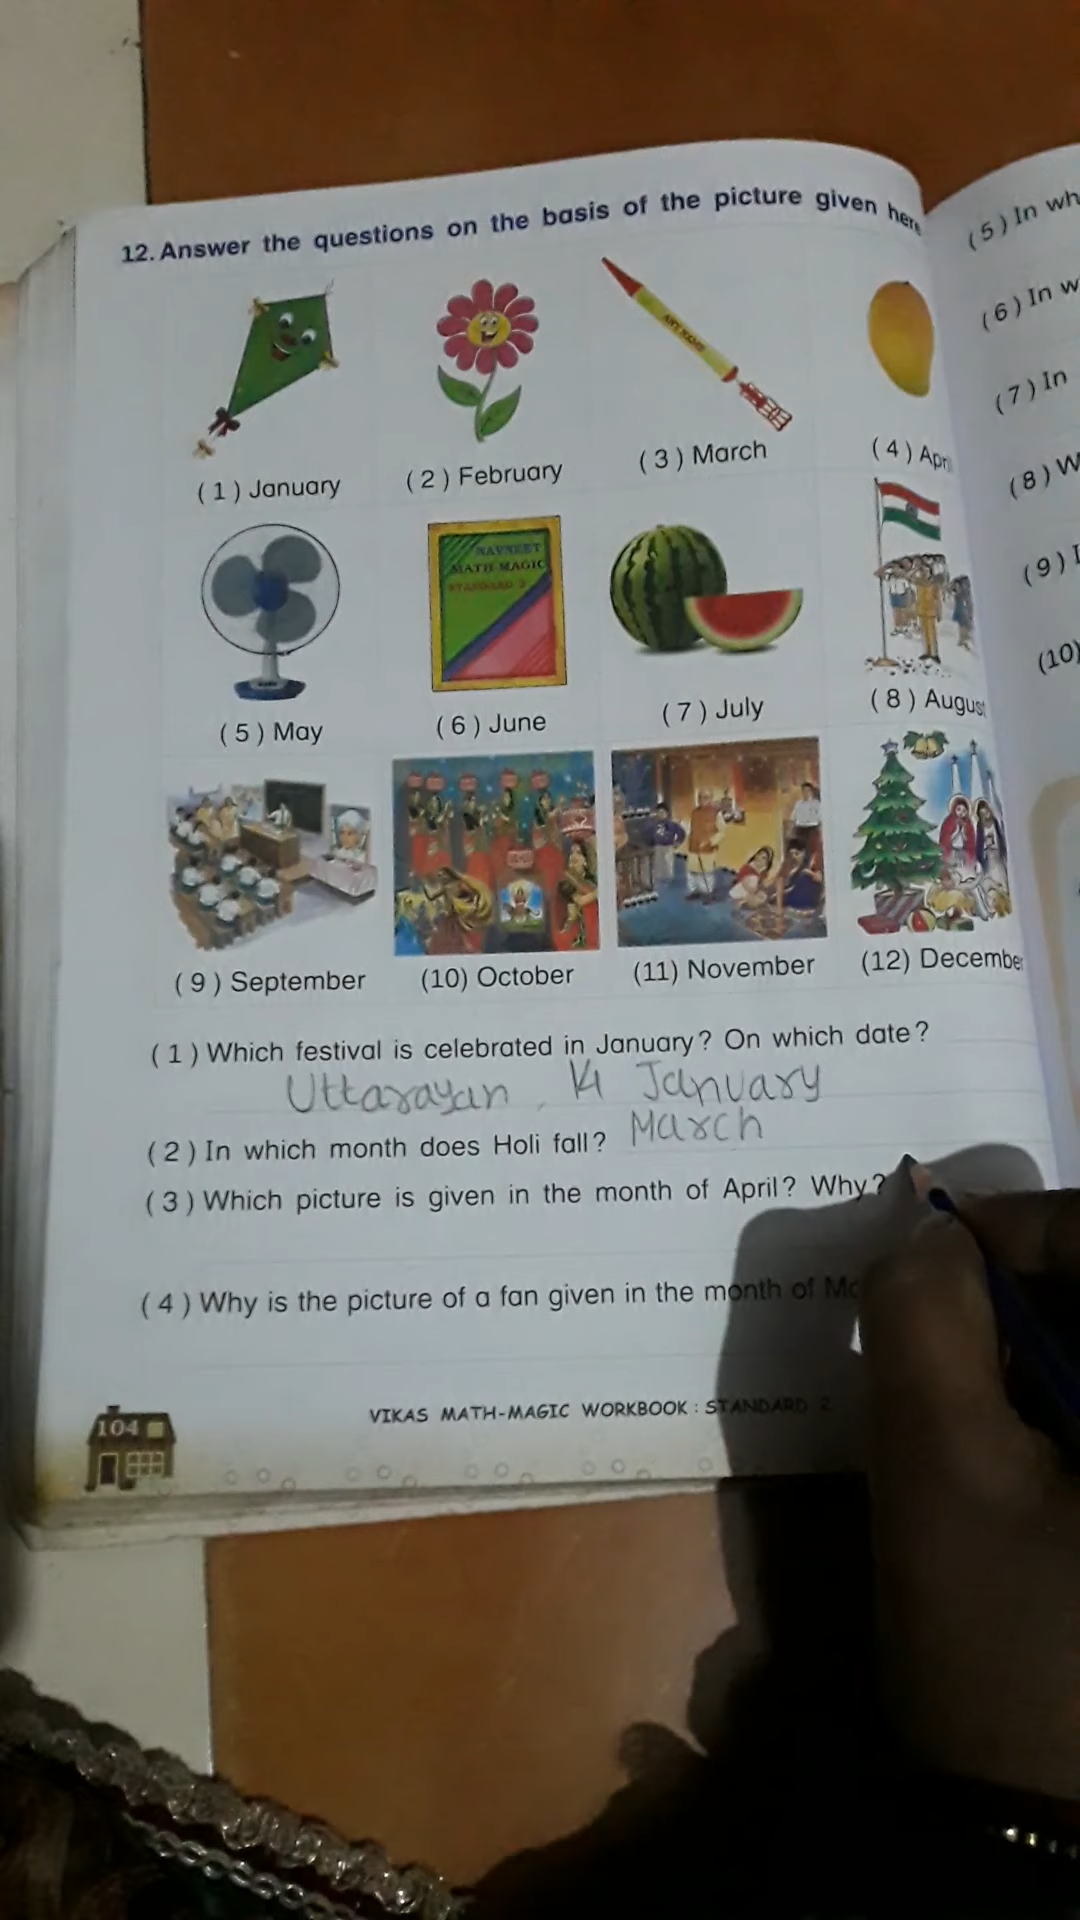 12. Answer the questions on the basis of the picture given here
(1) January
(2) February
(3) March
(4) Apri
(5) May
NAVNEET
MATH-MAGIC
STANDARD 2
(6) June
(7) July
(8) August
(9) September
(10) October
(11) November
(12) December
(1) Which festival is celebrated in January? On which date?
Uttarayan, 14 January
(2) In which month does Holi fall? March
(3) Which picture is given in the month of April? Why?
(4) Why is the picture of a fan given in the month of
104
VIKAS MATH-MAGIC WORKBOOK : STANDARD 2
(5) In wh
(6) In w
(7) In
(8) W
(9) I
(10)